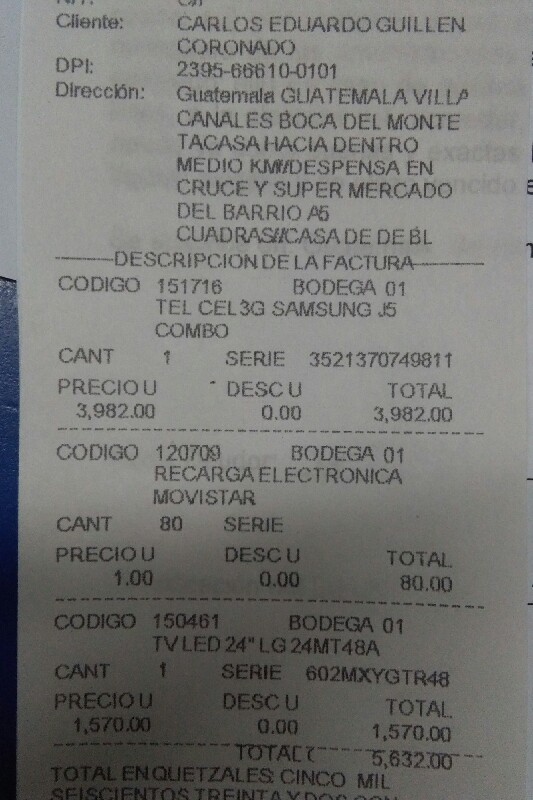 Cliente: CARLOS EDUARDO GUILLEN
CORONADO
DPI: 2395-66610-0101
Dirección: Guatemala GUATEMALA VILLA
CANALES BOCA DEL MONTE
TACASA HACIA DENTRO
MEDIO KM//DESPENSA EN
CRUCE Y SUPER MERCADO
DEL BARRIO A5
CUADRAS//CASA DE DE BL
DESCRIPCION DE LA FACTURA
CODIGO 151716 BODEGA 01
TEL CEL3G SAMSUNG J5
COMBO
CANT 1 SERIE 3521370749811
PRECIO U DESC U TOTAL
3,982.00 0.00 3,982.00
CODIGO 120709 BODEGA 01
RECARGA ELECTRONICA
MOVISTAR
CANT 80 SERIE
PRECIO U DESC U TOTAL
1.00 0.00 80.00
CODIGO 150461 BODEGA 01
TV LED 24" LG 24MT48A
CANT 1 SERIE 602MXYGTR48
PRECIO U DESC U TOTAL
1,570.00 0.00 1,570.00
TOTAL 5,632.00
TOTAL EN QUETZALES: CINCO MIL
SEISCIENTOS TREINTA Y DOS CON